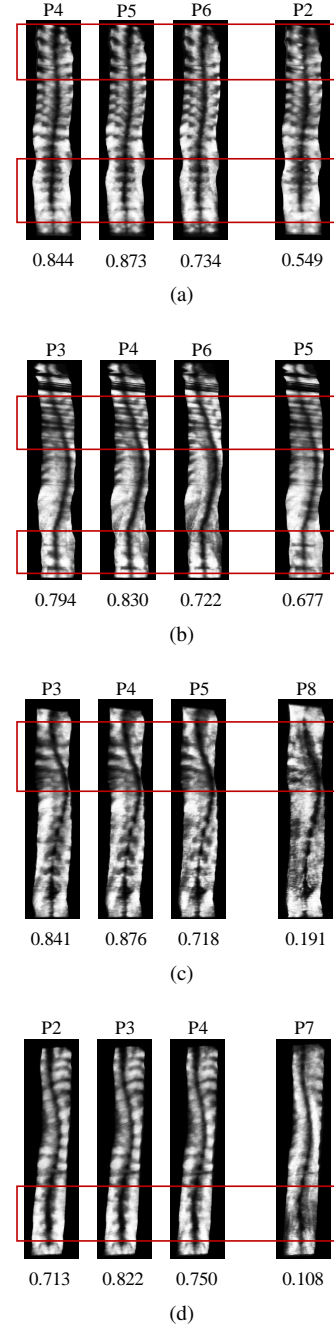 P4 P5 P6 P2
0.844 0.873 0.734 0.549
(a)
P3 P4 P6 P5
0.794 0.830 0.722 0.677
(b)
P3 P4 P5 P8
0.841 0.876 0.718 0.191
(c)
P2 P3 P4 P7
0.713 0.822 0.750 0.108
(d)